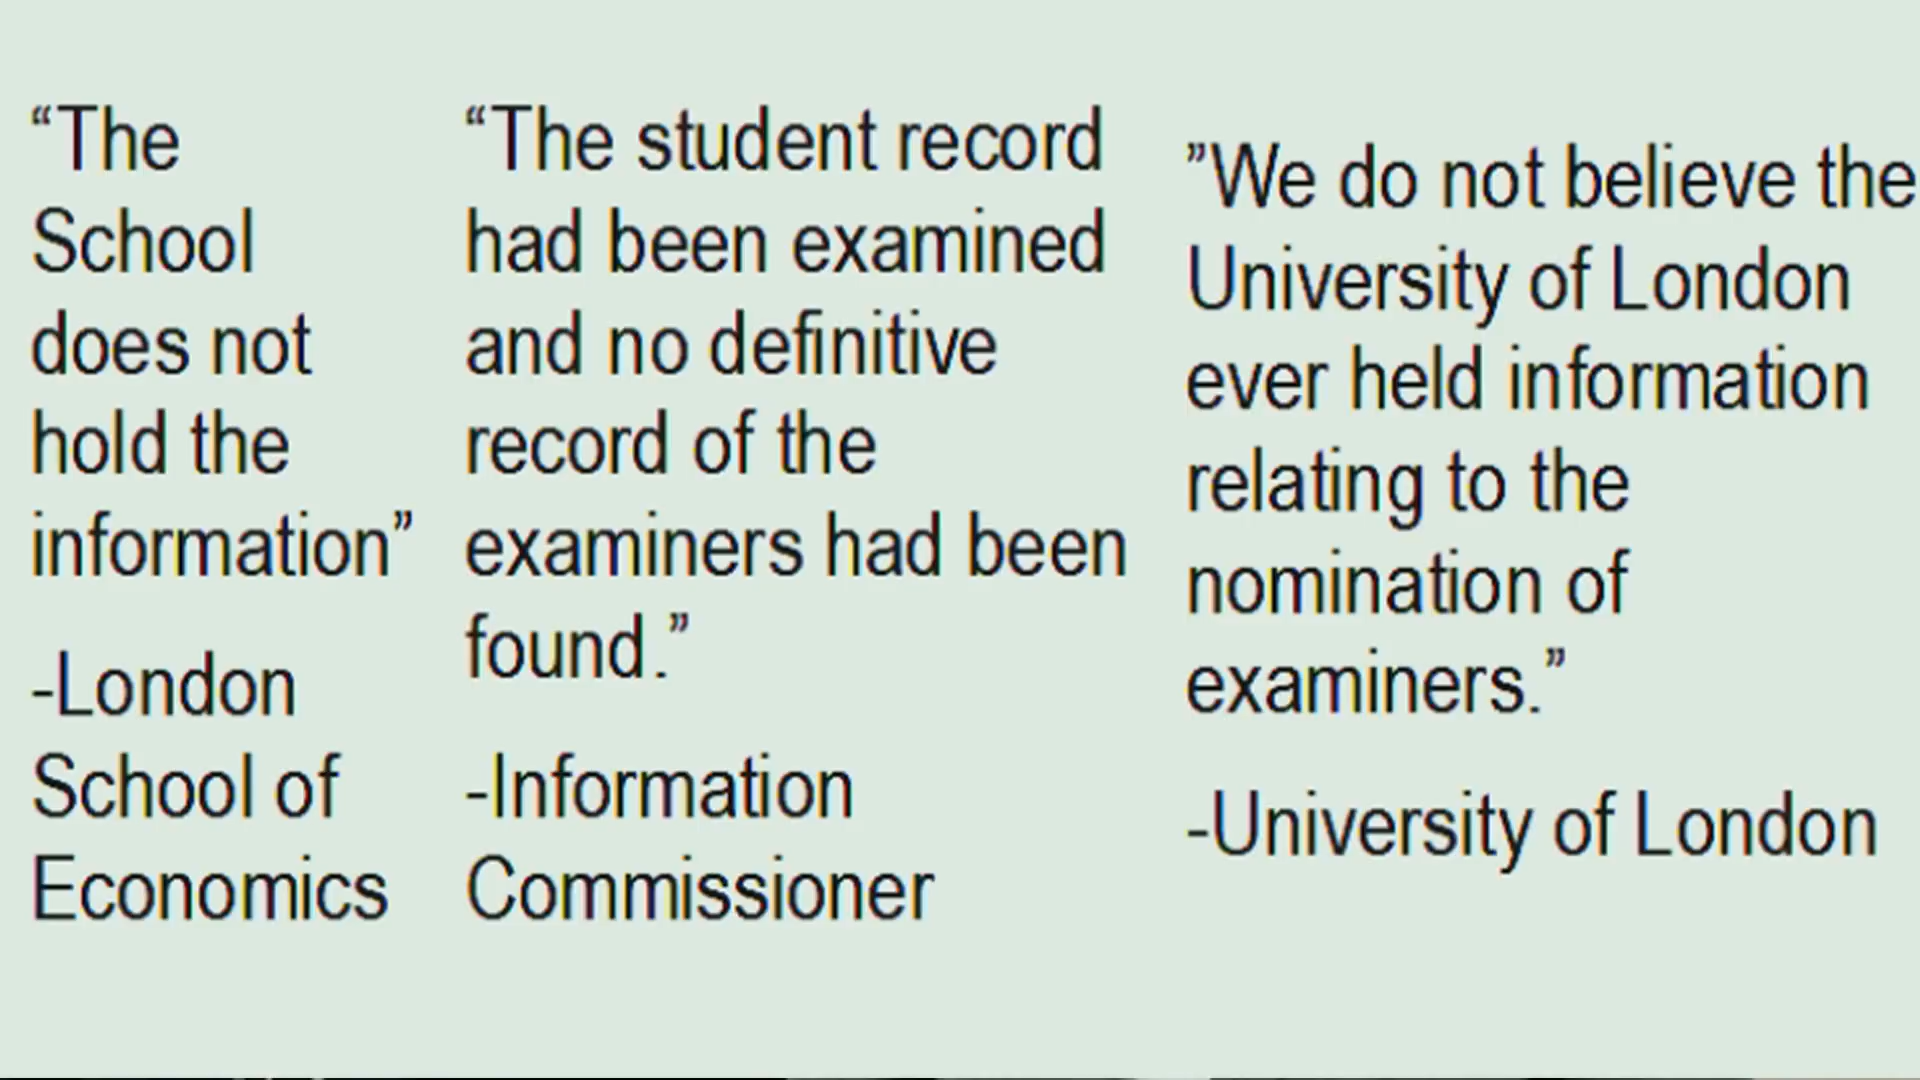 “The
School
does not
hold the
information”
-London
School of
Economics
“The student record
had been examined
and no definitive
record of the
examiners had been
found.”
-Information
Commissioner
”We do not believe the
University of London
ever held information
relating to the
nomination of
examiners.”
-University of London